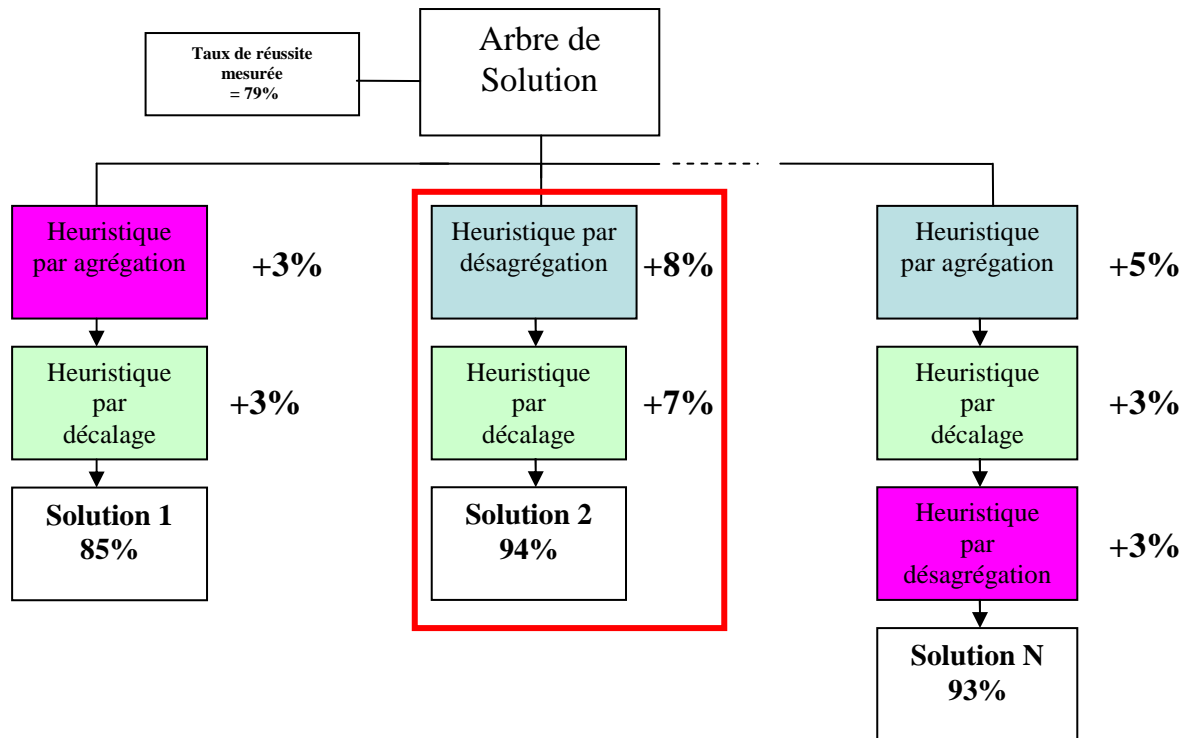 Taux de réussite
mesurée
= 79%
Arbre de
Solution
Heuristique
par agrégation
+3%
Heuristique par
désagrégation
+8%
Heuristique
par agrégation
+5%
Heuristique
par
décalage
+3%
Heuristique
par
décalage
+7%
Heuristique
par
décalage
+3%
Solution 1
85%
Solution 2
94%
Heuristique
par
désagrégation
+3%
Solution N
93%